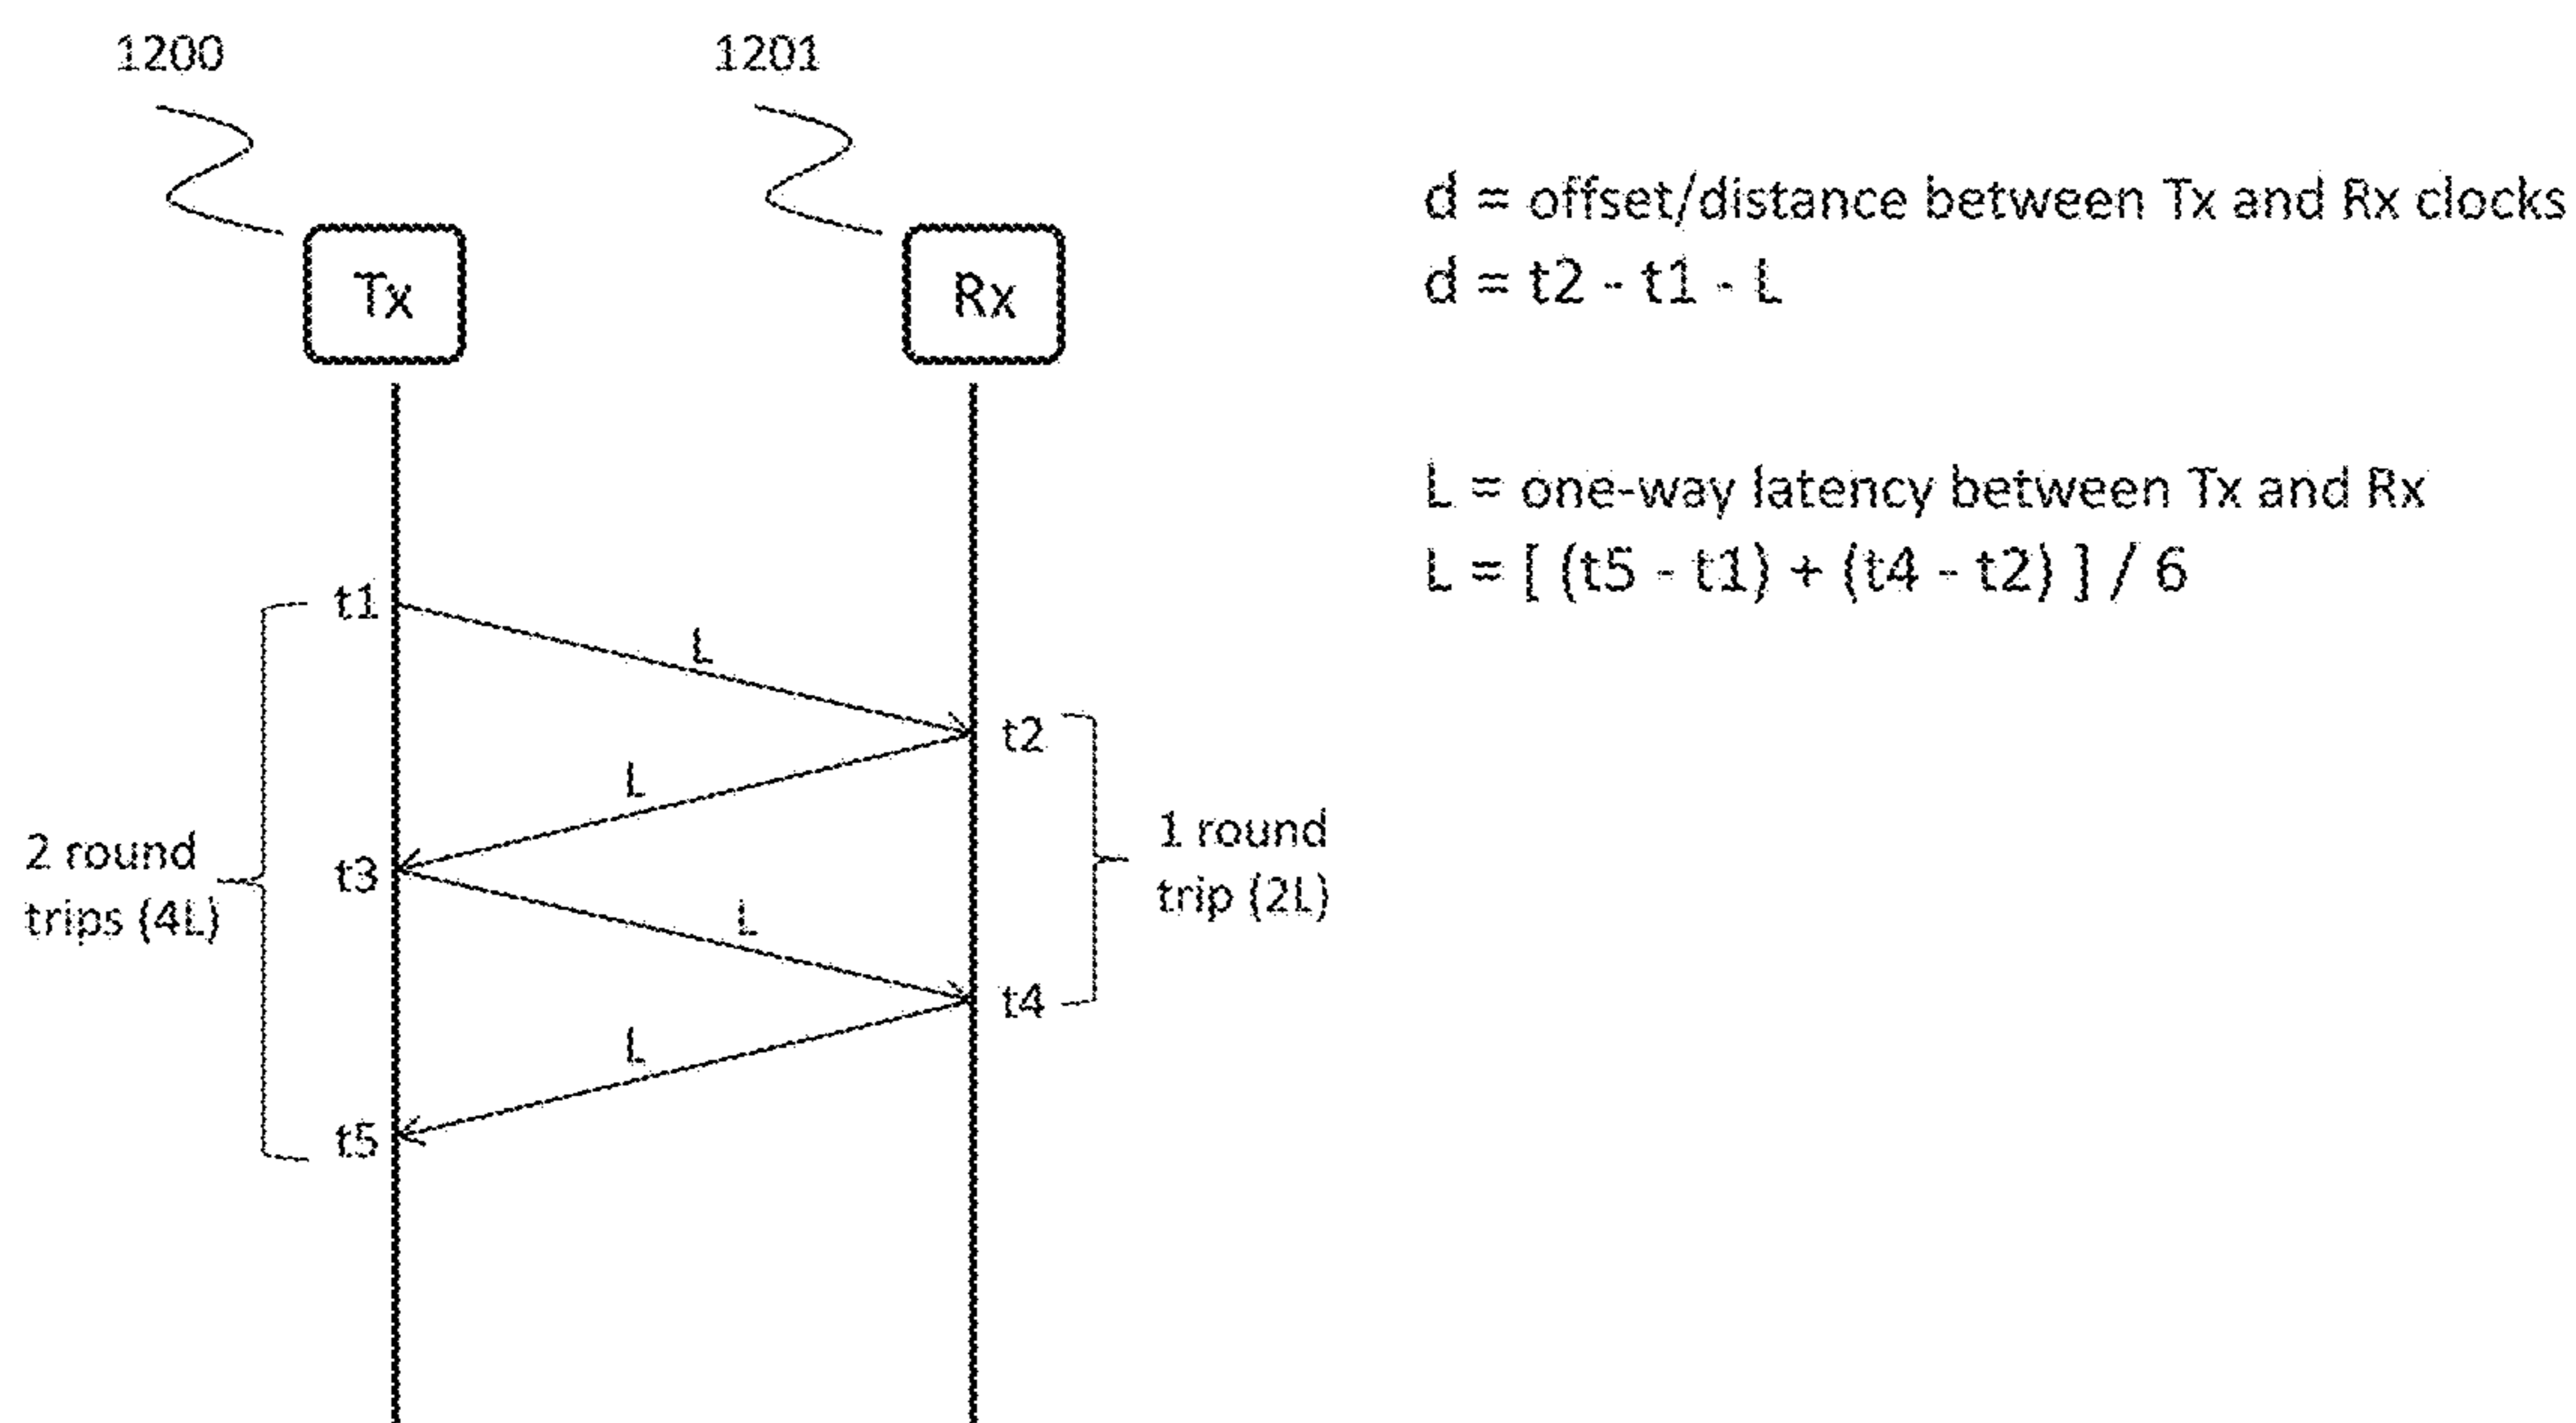 1200
1201
Tx
Rx
d = offset/distance between Tx and Rx clocks
d = t2 - t1 - L
L = one-way latency between Tx and Rx
L = [ (t5 - t1) + (t4 - t2) ] / 6
t1
L
t2
L
2 round
trips (4L)
t3
1 round
trip (2L)
L
t4
L
t5